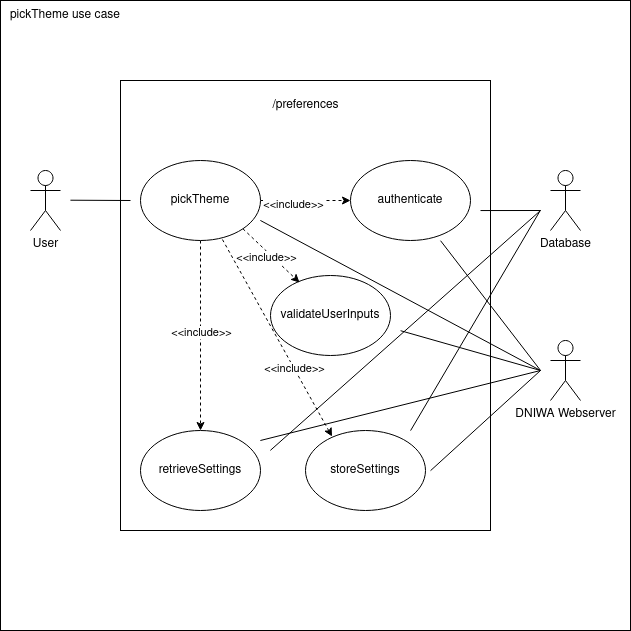 pickTheme use case
/preferences
pickTheme
<<include>>
authenticate
User
Database
<<include>>
validateUserInputs
<<include>>
<<include>>
DNIWA Webserver
retrieveSettings
storeSettings